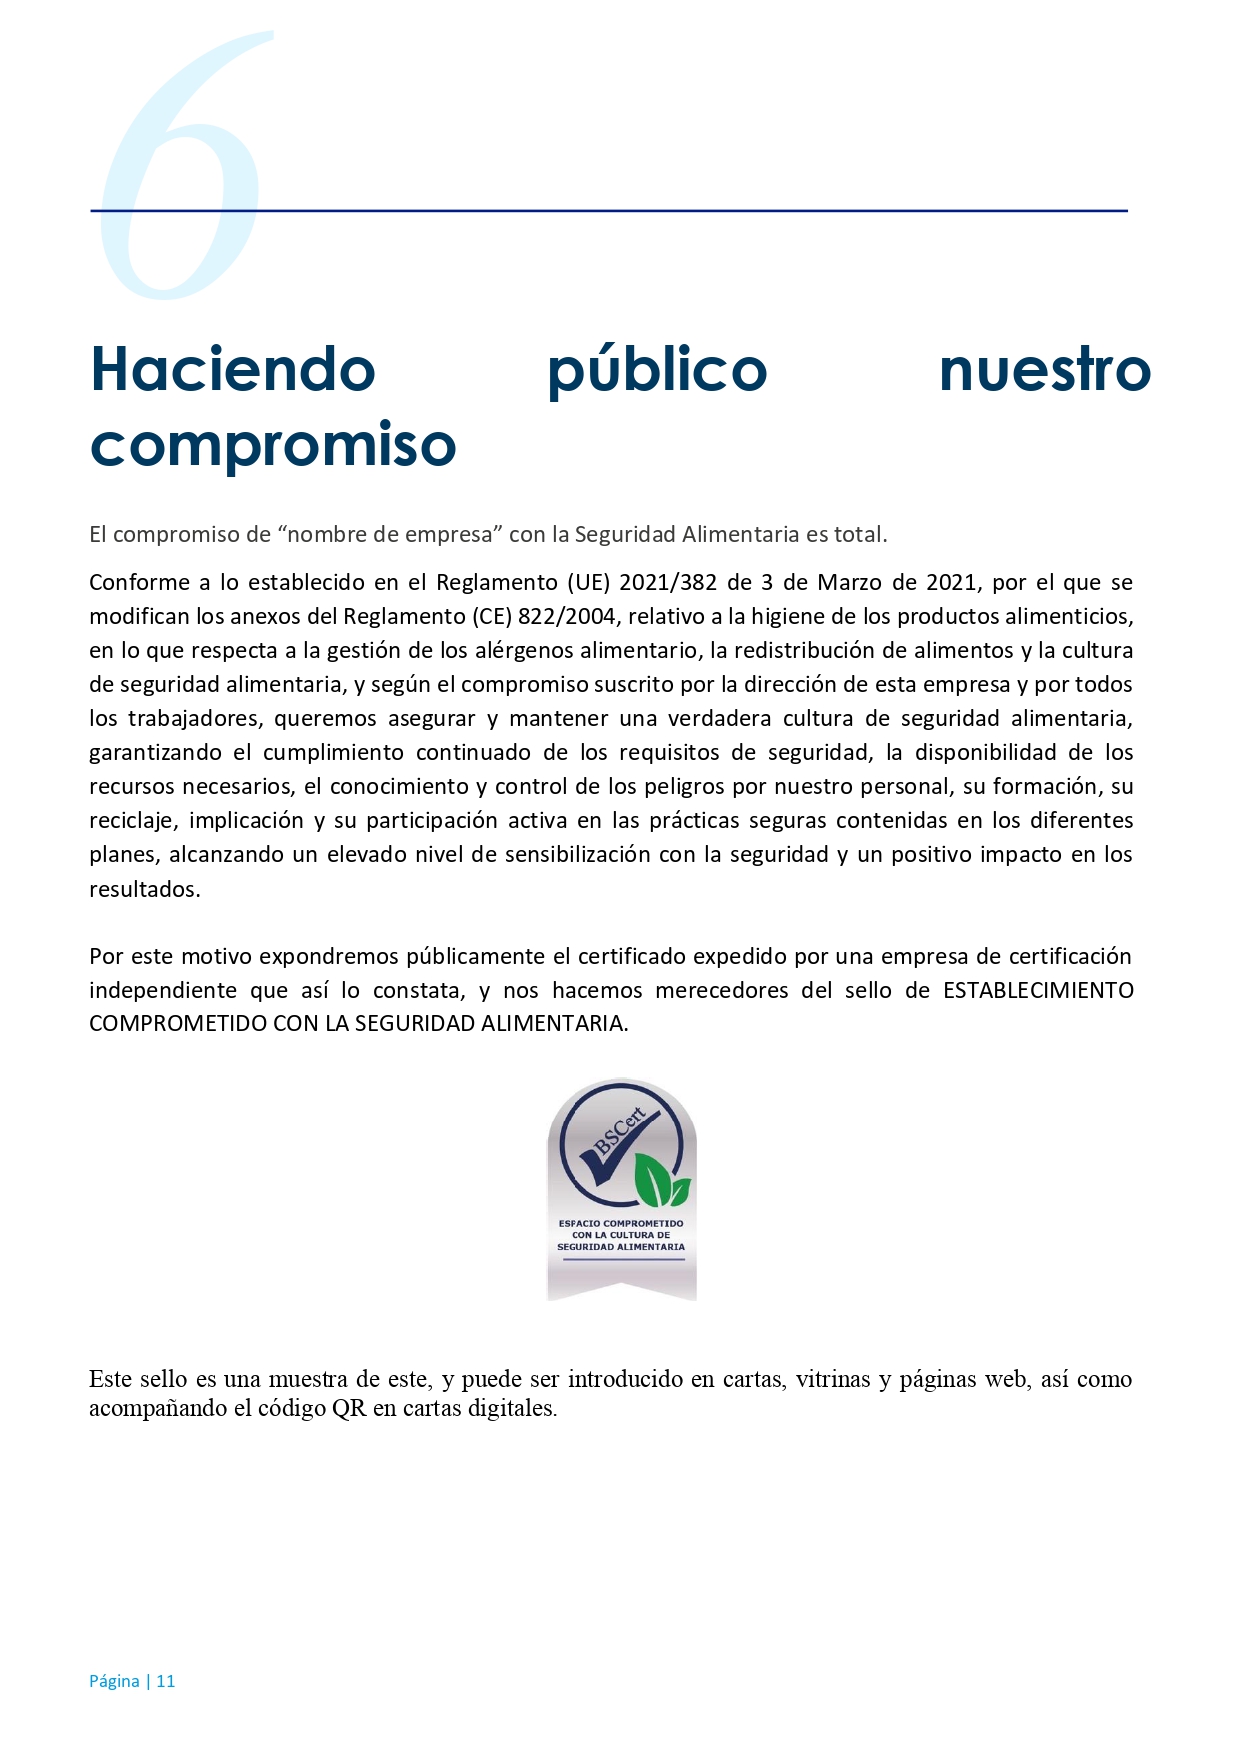 6
Haciendo público nuestro
compromiso
El compromiso de “nombre de empresa” con la Seguridad Alimentaria es total.
Conforme a lo establecido en el Reglamento (UE) 2021/382 de 3 de Marzo de 2021, por el que se
modifican los anexos del Reglamento (CE) 822/2004, relativo a la higiene de los productos alimenticios,
en lo que respecta a la gestión de los alérgenos alimentario, la redistribución de alimentos y la cultura
de seguridad alimentaria, y según el compromiso suscrito por la dirección de esta empresa y por todos
los trabajadores, queremos asegurar y mantener una verdadera cultura de seguridad alimentaria,
garantizando el cumplimiento continuado de los requisitos de seguridad, la disponibilidad de los
recursos necesarios, el conocimiento y control de los peligros por nuestro personal, su formación, su
reciclaje, implicación y su participación activa en las prácticas seguras contenidas en los diferentes
planes, alcanzando un elevado nivel de sensibilización con la seguridad y un positivo impacto en los
resultados.
Por este motivo expondremos públicamente el certificado expedido por una empresa de certificación
independiente que así lo constata, y nos hacemos merecedores del sello de ESTABLECIMIENTO
COMPROMETIDO CON LA SEGURIDAD ALIMENTARIA.
BSCert
ESPACIO COMPROMETIDO
CON LA CULTURA DE
SEGURIDAD ALIMENTARIA
Este sello es una muestra de este, y puede ser introducido en cartas, vitrinas y páginas web, así como
acompañando el código QR en cartas digitales.
Página | 11